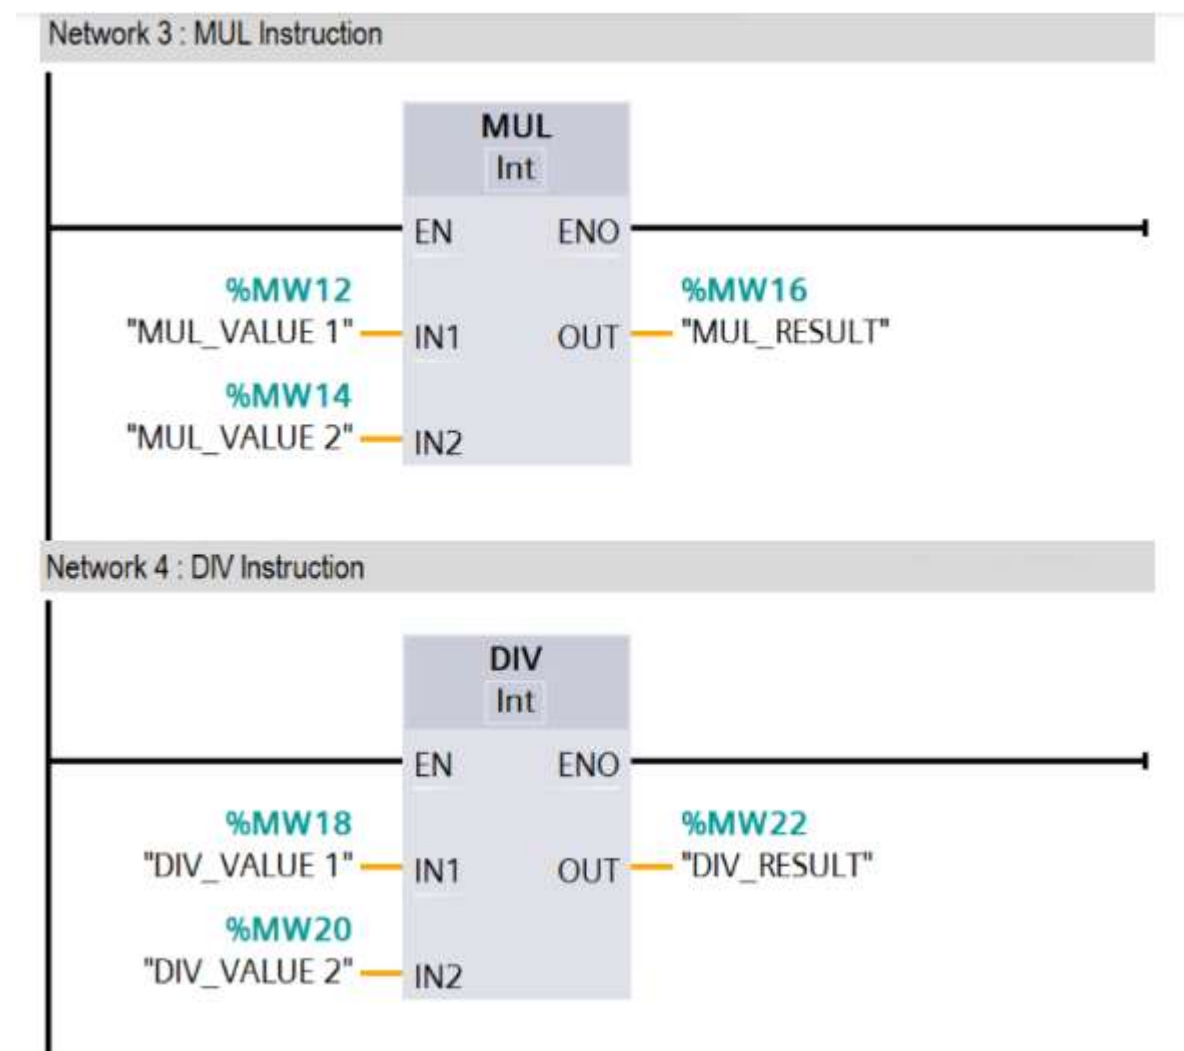 Network 3 : MUL Instruction
MUL
Int
EN ENO
%MW12 %MW16
"MUL_VALUE 1" IN1 OUT "MUL_RESULT"
%MW14
"MUL_VALUE 2" IN2
Network 4 : DIV Instruction
DIV
Int
EN ENO
%MW18 %MW22
"DIV_VALUE 1" IN1 OUT "DIV_RESULT"
%MW20
"DIV_VALUE 2" IN2